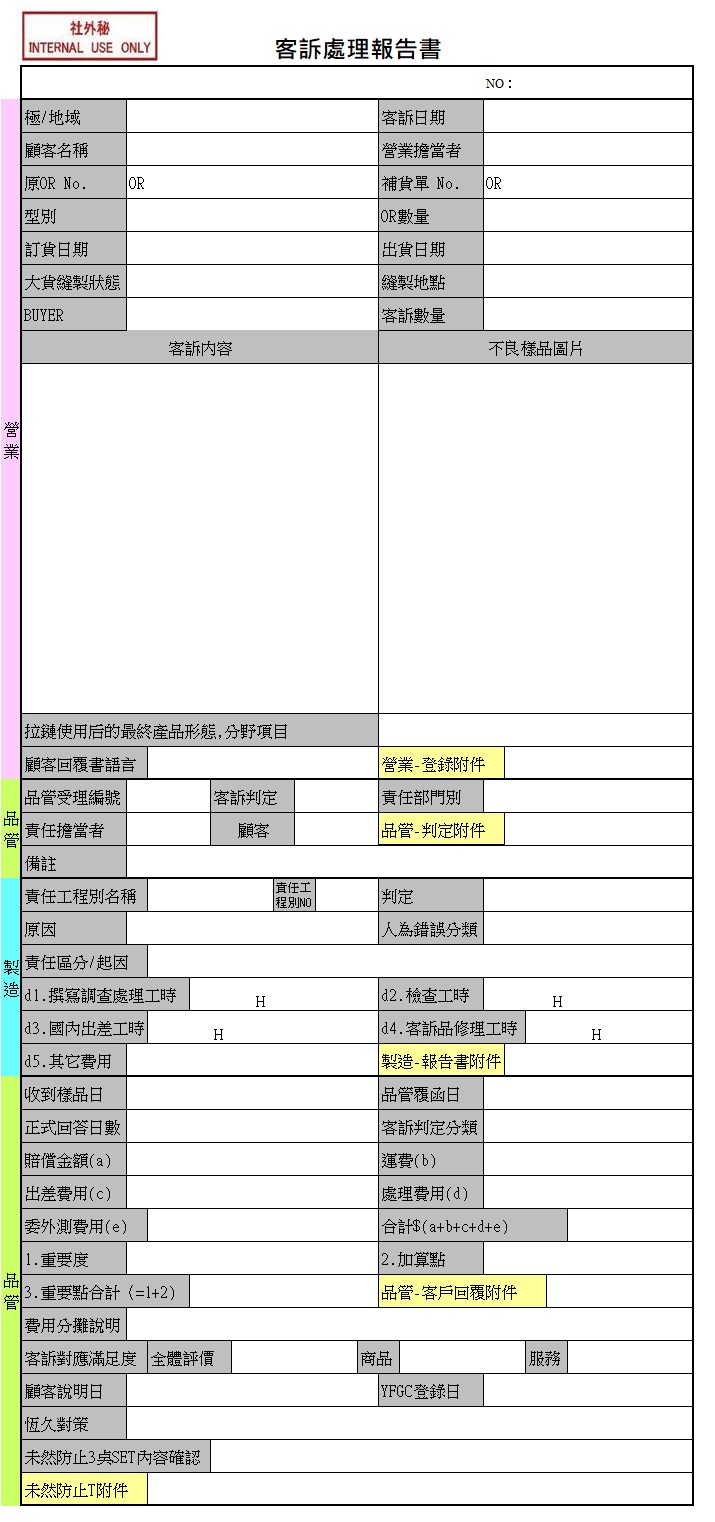 社外秘
INTERNAL USE ONLY
客訴處理報告書
NO：
極/地域 客訴日期
顧客名稱 營業擔當者
原OR No. OR 補貨單 No. OR
型別 OR數量
訂貨日期 出貨日期
大貨縫製狀態 縫製地點
BUYER 客訴數量
客訴内容 不良樣品圖片
營業
拉鏈使用后的最終產品形態,分野項目
顧客回覆書語言 營業-登錄附件
品管受理編號 客訴判定 責任部門別
品管
責任擔當者 顧客 品管-判定附件
備註
責任工程別名稱 責任工程別NO 判定
原因 人為錯誤分類
製造
責任區分/起因
d1.撰寫調查處理工時 H d2.檢查工時 H
d3.國內出差工時 H d4.客訴品修理工時 H
d5.其它費用 製造-報告書附件
收到樣品日 品管覆函日
正式回答日數 客訴判定分類
賠償金額(a) 運費(b)
出差費用(c) 處理費用(d)
委外測費用(e) 合計$(a+b+c+d+e)
1.重要度 2.加算點
品管
3.重要點合計 (=1+2) 品管-客戶回覆附件
費用分攤說明
客訴對應滿足度 全體評價 商品 服務
顧客說明日 YFGC登錄日
恆久對策
未然防止3桌SET內容確認
未然防止T附件